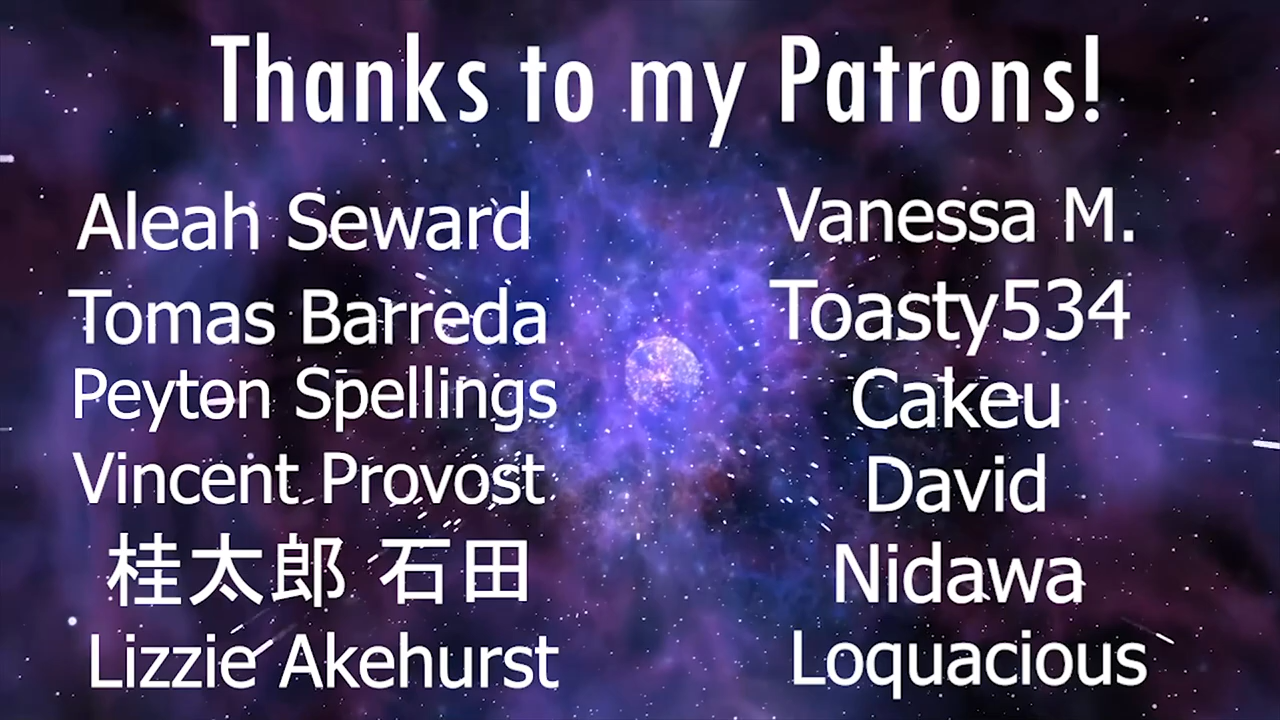 Thanks to my Patrons!
Aleah Seward
Tomas Barreda
Peyton Spellings
Vincent Provost
桂太郎 石田
Lizzie Akehurst
Vanessa M.
Toasty534
Cakeu
David
Nidawa
Loquacious